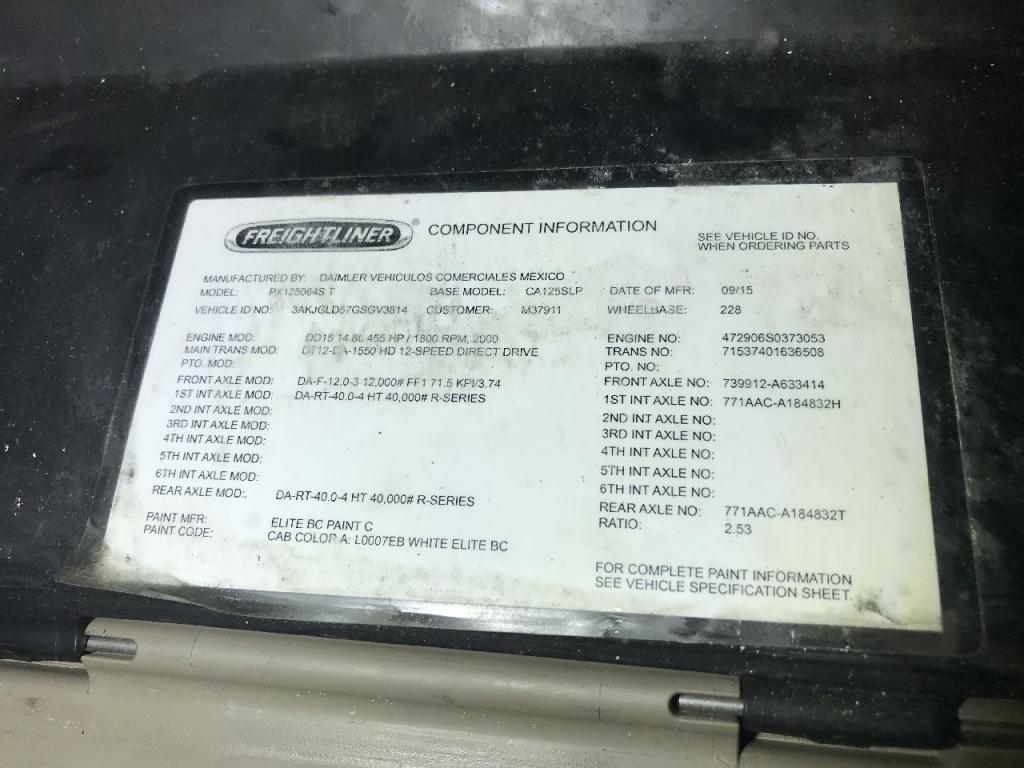 FREIGHTLINER® COMPONENT INFORMATION
SEE VEHICLE ID NO.
WHEN ORDERING PARTS
MANUFACTURED BY: DAIMLER VEHICULOS COMERCIALES MEXICO
MODEL: PX125064S T BASE MODEL: CA125SLP DATE OF MFR: 09/15
VEHICLE ID NO: 3AKJGLD57GSGV3814 CUSTOMER: M37911 WHEELBASE: 228
ENGINE MOD: DD15 14.8L 455 HP / 1800 RPM, 2000 ENGINE NO: 472906S0373053
MAIN TRANS MOD: DT12-DA-1550 HD 12-SPEED DIRECT DRIVE TRANS NO: 71537401636508
PTO. MOD: PTO. NO:
FRONT AXLE MOD: DA-F-12.0-3 12,000# FF1 71.5 KPI/3.74 FRONT AXLE NO: 739912-A633414
1ST INT AXLE MOD: DA-RT-40.0-4 HT 40,000# R-SERIES 1ST INT AXLE NO: 771AAC-A184832H
2ND INT AXLE MOD: 2ND INT AXLE NO:
3RD INT AXLE MOD: 3RD INT AXLE NO:
4TH INT AXLE MOD: 4TH INT AXLE NO:
5TH INT AXLE MOD: 5TH INT AXLE NO:
6TH INT AXLE MOD: 6TH INT AXLE NO:
REAR AXLE MOD:. DA-RT-40.0-4 HT 40,000# R-SERIES REAR AXLE NO: 771AAC-A184832T
RATIO: 2.53
PAINT MFR: ELITE BC PAINT C
PAINT CODE: CAB COLOR A: L0007EB WHITE ELITE BC
FOR COMPLETE PAINT INFORMATION
SEE VEHICLE SPECIFICATION SHEET.